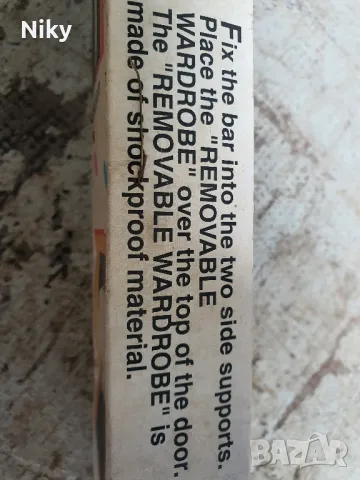 Niky
Fix the bar into the two side supports.
Place the "REMOVABLE
WARDROBE" over the top of the door.
The "REMOVABLE WARDROBE" is
made of shockproof material.
BAZAR